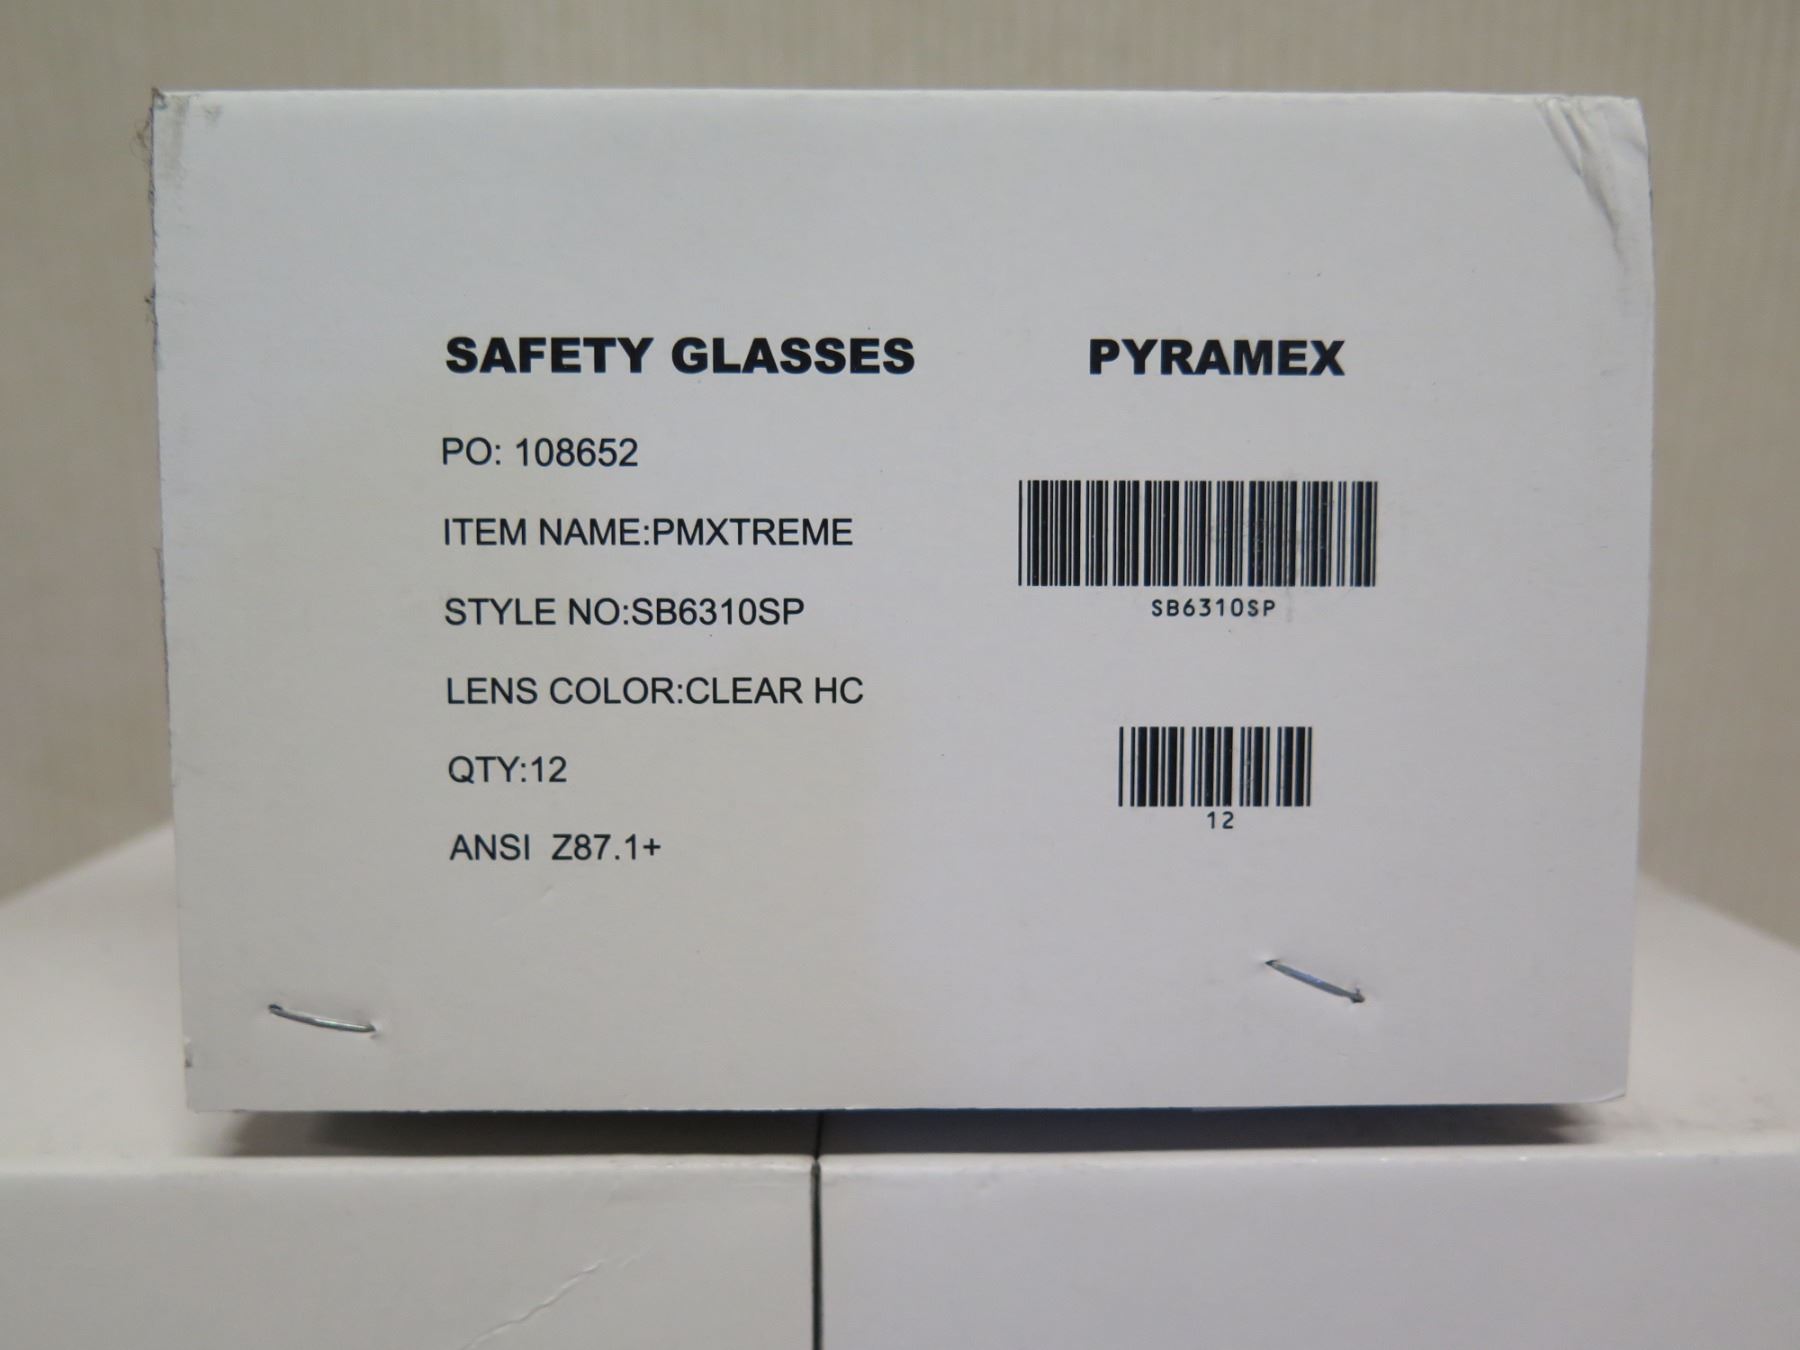 SAFETY GLASSES
PYRAMEX
PO: 108652
ITEM NAME:PMXTREME
STYLE NO:SB6310SP
LENS COLOR:CLEAR HC
QTY:12
ANSI  Z87.1+
SB6310SP
12